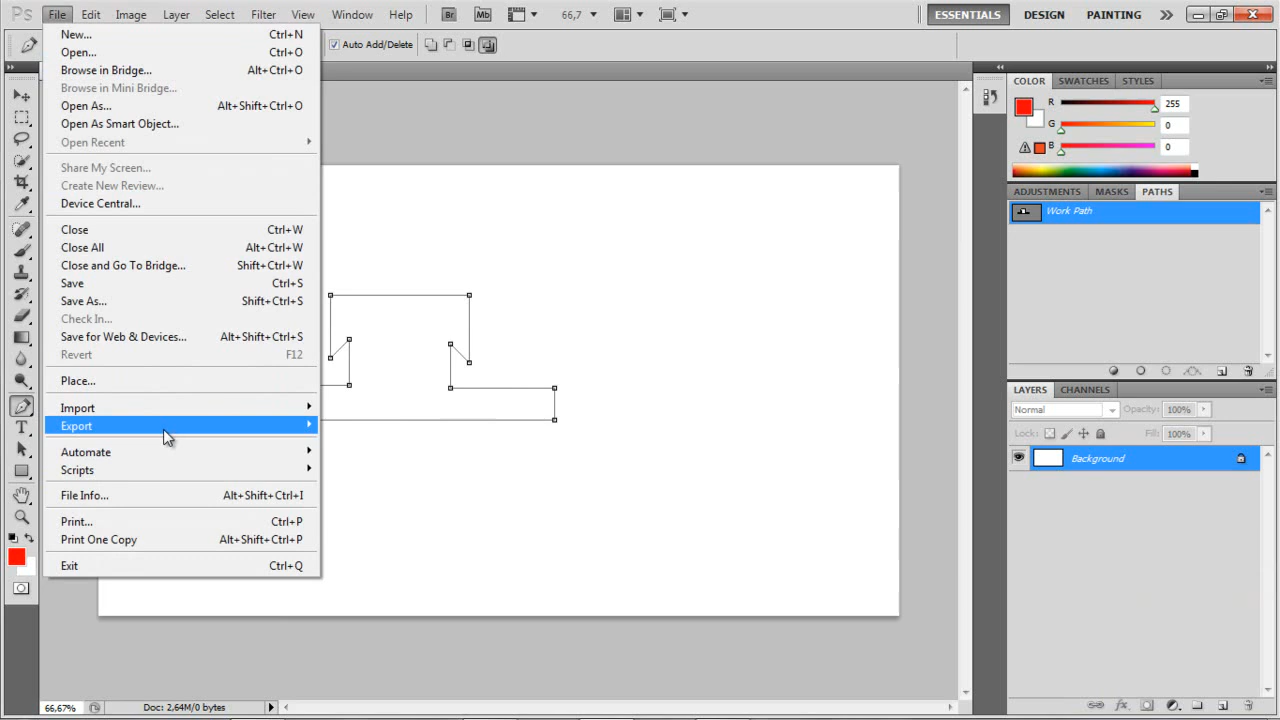 Ps File Edit Image Layer Select Filter View Window Help Br Mb 66,7 ESSENTIALS DESIGN PAINTING
Auto Add/Delete
New... Ctrl+N
Open... Ctrl+O
Browse in Bridge... Alt+Ctrl+O
Browse in Mini Bridge...
Open As... Alt+Shift+Ctrl+O
Open As Smart Object...
Open Recent
Share My Screen...
Create New Review...
Device Central...
Close Ctrl+W
Close All Alt+Ctrl+W
Close and Go To Bridge... Shift+Ctrl+W
Save Ctrl+S
Save As... Shift+Ctrl+S
Check In...
Save for Web & Devices... Alt+Shift+Ctrl+S
Revert F12
Place...
Import
Export
Automate
Scripts
File Info... Alt+Shift+Ctrl+I
Print... Ctrl+P
Print One Copy Alt+Shift+Ctrl+P
Exit Ctrl+Q
COLOR SWATCHES STYLES
R 255
G 0
B 0
ADJUSTMENTS MASKS PATHS
Work Path
LAYERS CHANNELS
Normal Opacity: 100%
Lock: Fill: 100%
Background
66,67% Doc: 2,64M/0 bytes